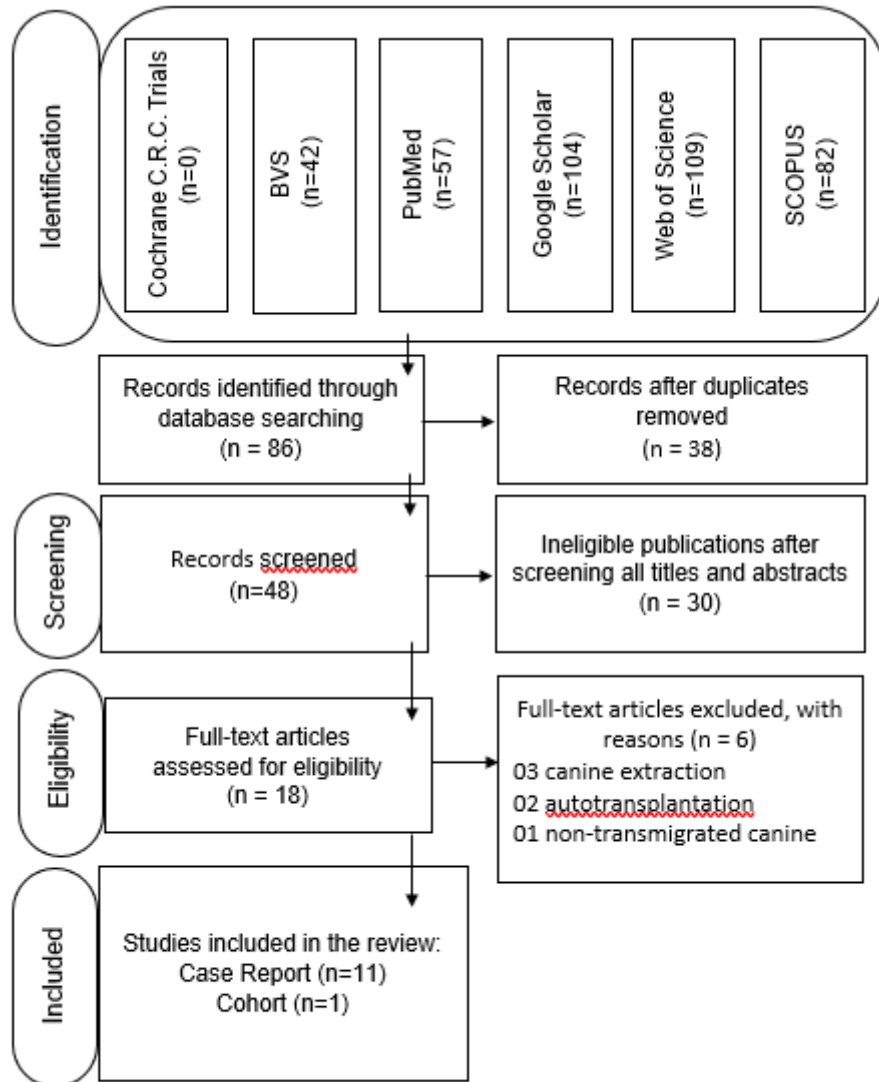 Identification
Cochrane C.R.C. Trials
(n=0)
BVS
(n=42)
PubMed
(n=57)
Google Scholar
(n=104)
Web of Science
(n=109)
SCOPUS
(n=82)
Records identified through
database searching
(n = 86)
Records after duplicates
removed
(n = 38)
Screening
Records screened
(n=48)
Ineligible publications after
screening all titles and abstracts
(n = 30)
Eligibility
Full-text articles
assessed for eligibility
(n = 18)
Full-text articles excluded, with
reasons (n = 6)
03 canine extraction
02 autotransplantation
01 non-transmigrated canine
Included
Studies included in the review:
Case Report (n=11)
Cohort (n=1)